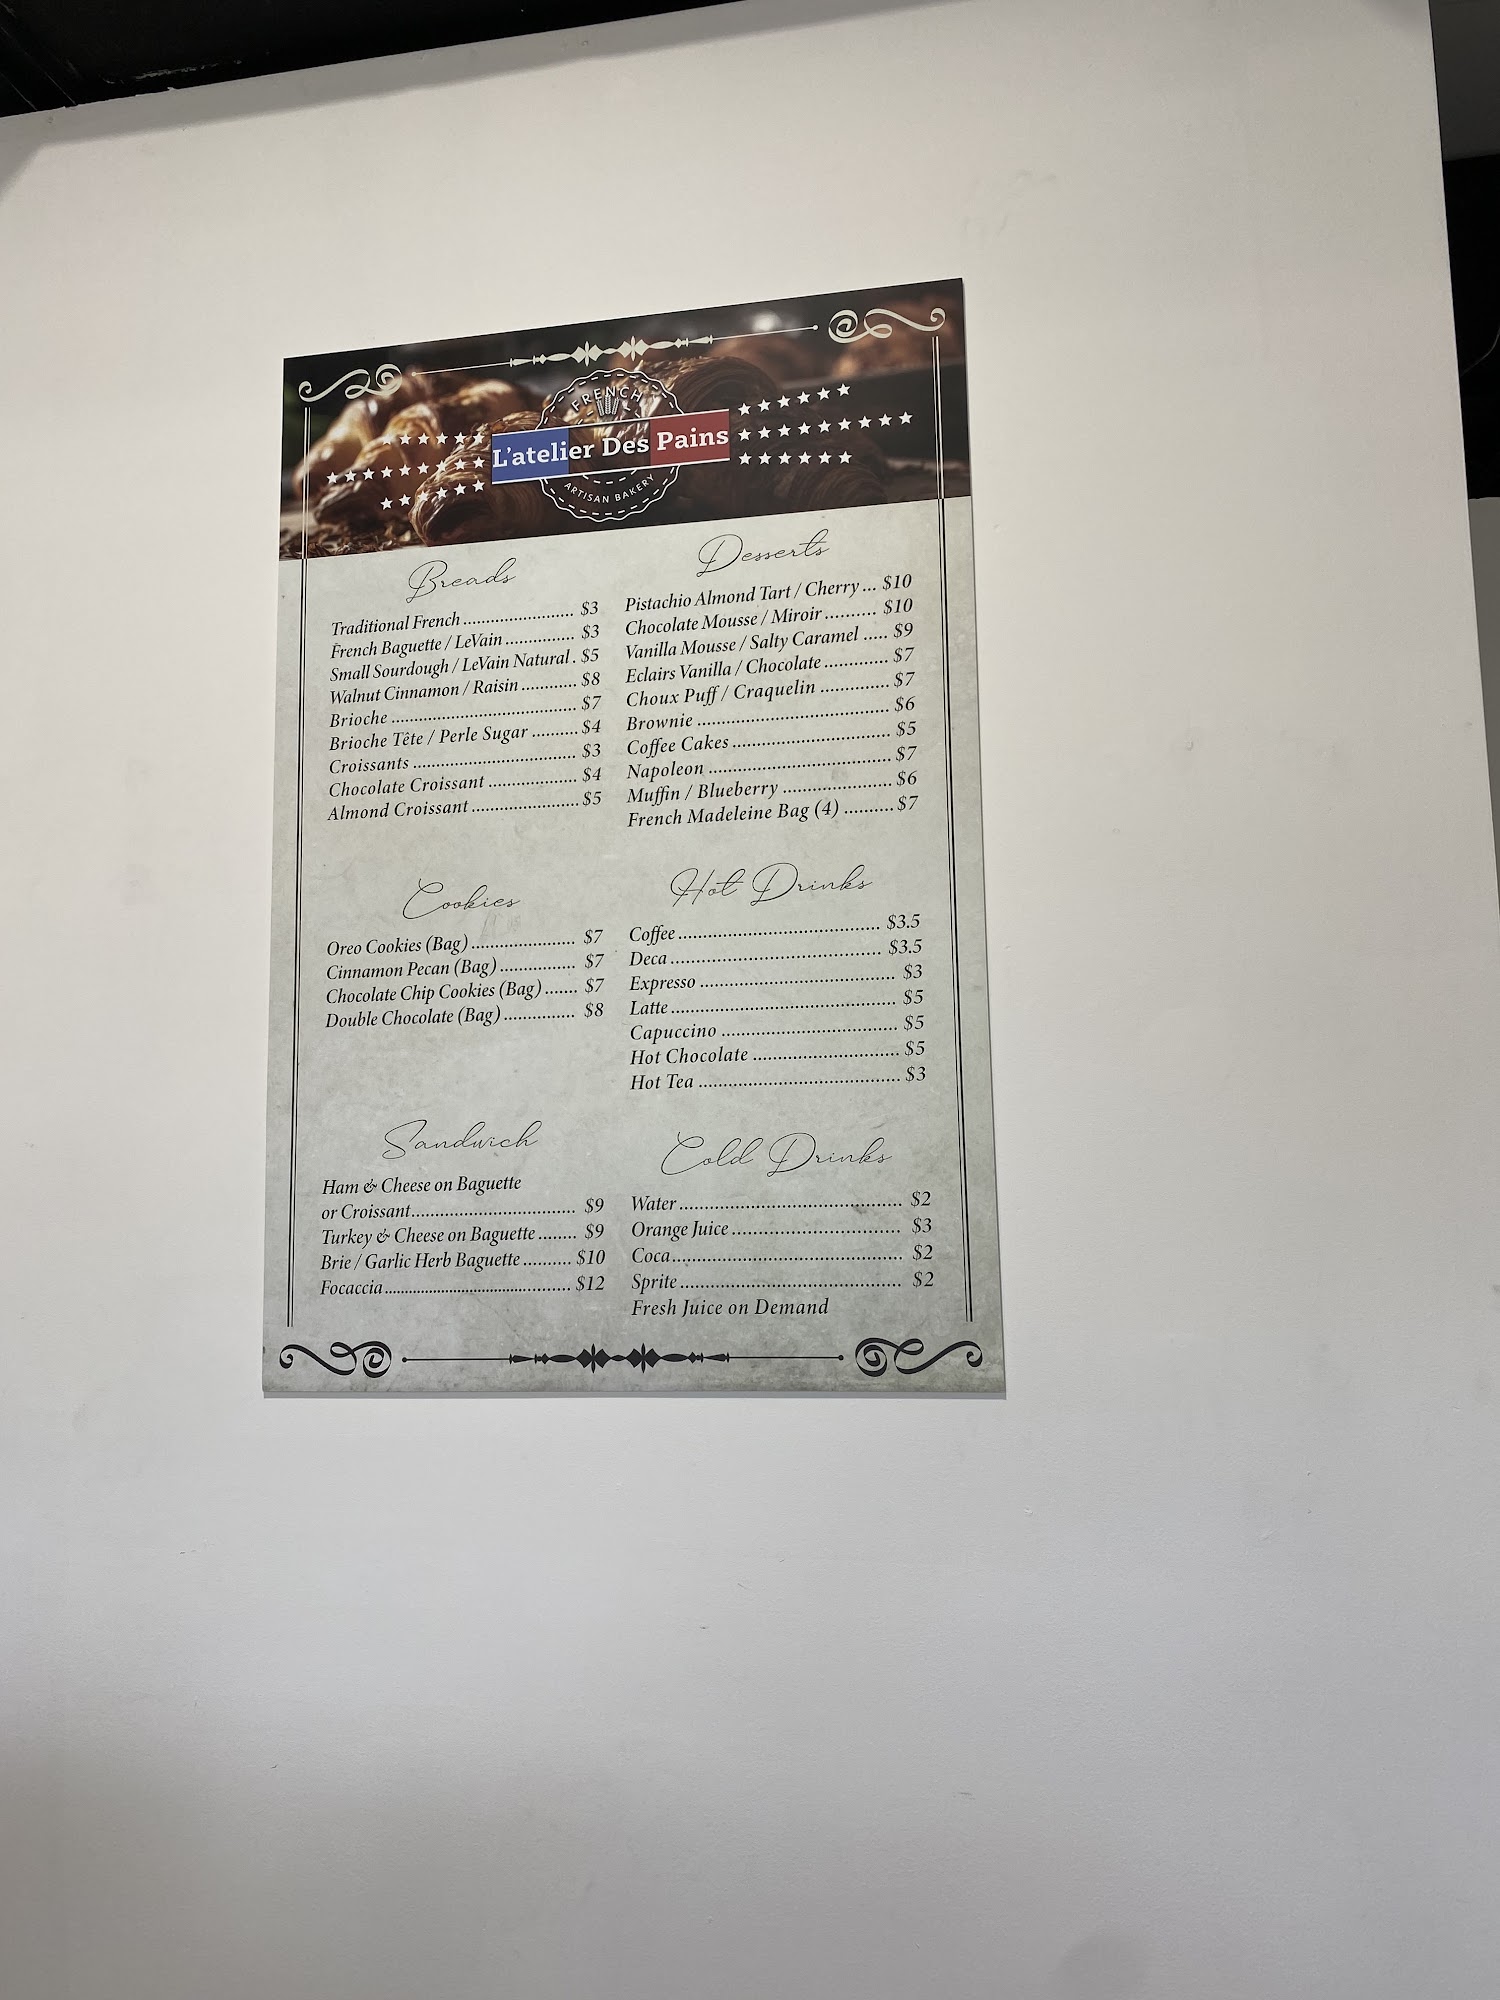 FRENCH
L'atelier Des Pains
ARTISAN BAKERY
Breads
Traditional French ........................ $3
French Baguette / LeVain ............... $3
Small Sourdough / LeVain Natural . $5
Walnut Cinnamon / Raisin ............ $8
Brioche ........................................ $7
Brioche Tête / Perle Sugar .......... $4
Croissants ................................... $3
Chocolate Croissant ................... $4
Almond Croissant ....................... $5
Desserts
Pistachio Almond Tart / Cherry ... $10
Chocolate Mousse / Miroir .......... $10
Vanilla Mousse / Salty Caramel ..... $9
Eclairs Vanilla / Chocolate ............ $7
Choux Puff / Craquelin ............. $7
Brownie ..................................... $6
Coffee Cakes .............................. $5
Napoleon ................................... $7
Muffin / Blueberry ..................... $6
French Madeleine Bag (4) .......... $7
Cookies
Oreo Cookies (Bag) ...................... $7
Cinnamon Pecan (Bag) ................ $7
Chocolate Chip Cookies (Bag) ....... $7
Double Chocolate (Bag) ............... $8
Hot Drinks
Coffee ........................................ $3.5
Deca .......................................... $3.5
Expresso ..................................... $3
Latte .......................................... $5
Capuccino .................................. $5
Hot Chocolate ............................ $5
Hot Tea ...................................... $3
Sandwich
Ham & Cheese on Baguette
or Croissant .................................. $9
Turkey & Cheese on Baguette ........ $9
Brie / Garlic Herb Baguette .......... $10
Focaccia ....................................... $12
Cold Drinks
Water ......................................... $2
Orange Juice ............................... $3
Coca ........................................... $2
Sprite ......................................... $2
Fresh Juice on Demand